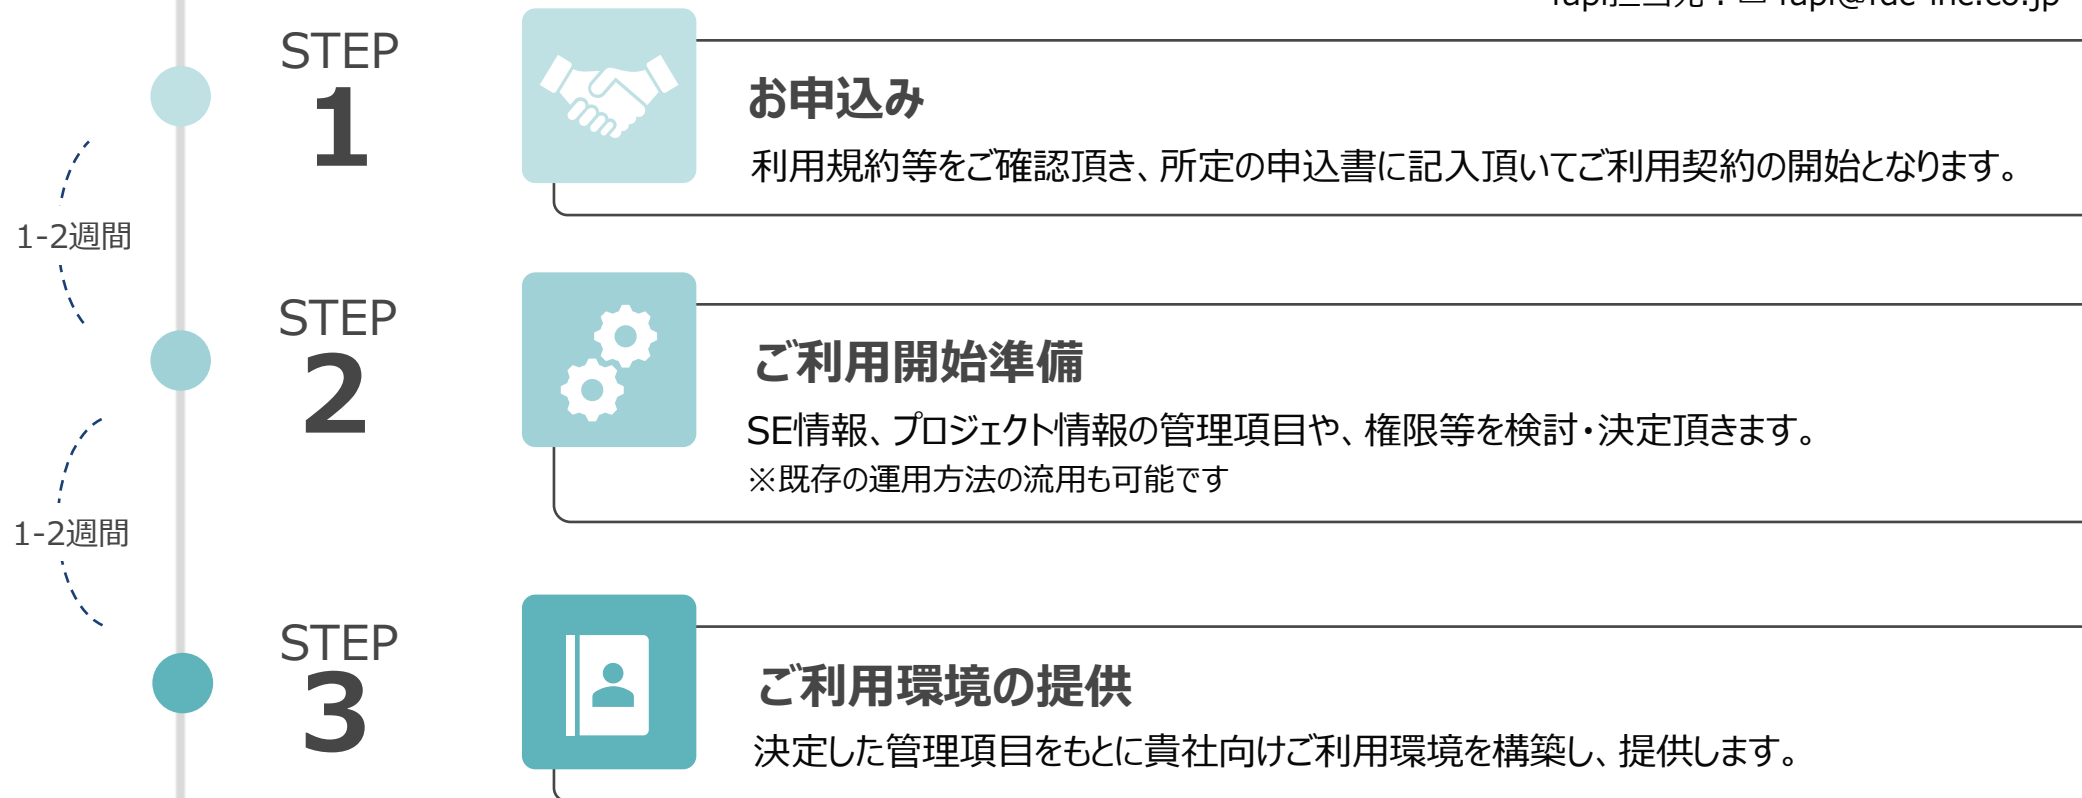 STEP
1
お申込み
利用規約等をご確認頂き、所定の申込書に記入頂いてご利用契約の開始となります。
1-2週間
STEP
2
ご利用開始準備
SE情報、プロジェクト情報の管理項目や、権限等を検討・決定頂きます。
※既存の運用方法の流用も可能です
1-2週間
STEP
3
ご利用環境の提供
決定した管理項目をもとに貴社向けご利用環境を構築し、提供します。